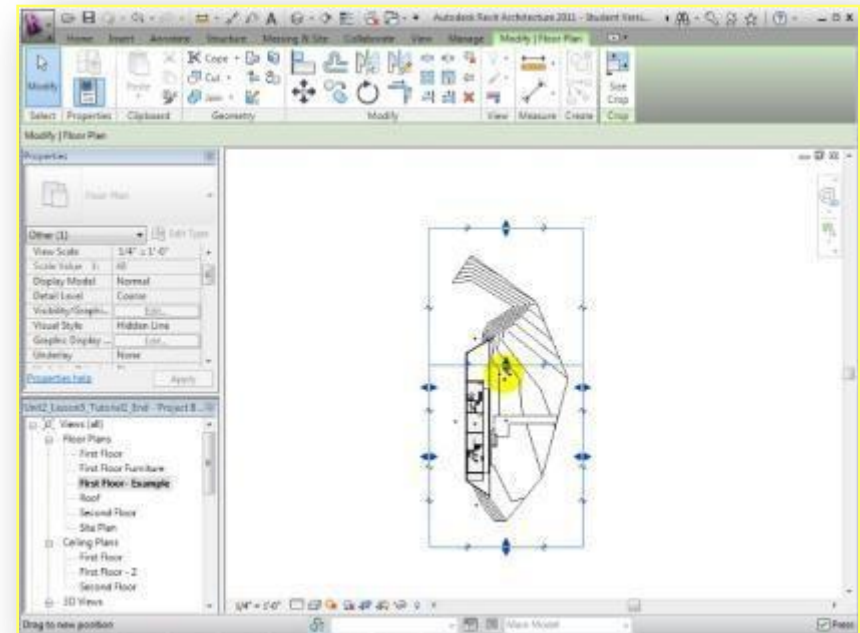 Autodesk Revit Architecture 2011 - Student Versi...
Home Insert Annotate Structure Massing & Site Collaborate View Manage Modify | Floor Plan
Modify
Paste
Cope
Cut
Join
Size Crop
Select Properties Clipboard Geometry Modify View Measure Create Crop
Modify | Floor Plan
Properties
Floor Plan
Other (1) Edit Type
View Scale 1/4" = 1'-0"
Scale Value 1: 48
Display Model Normal
Detail Level Coarse
Visibility/Graphi... Edit...
Visual Style Hidden Line
Graphic Display ... Edit...
Underlay None
Properties help Apply
Unit2_Lesson5_Tutorial2_End - Project B...
Views (all)
Floor Plans
First Floor
First Floor Furniture
First Floor- Example
Roof
Second Floor
Site Plan
Ceiling Plans
First Floor
First Floor - 2
Second Floor
3D Views
1/4" = 1'-0"
Drag to new position
Main Model
Press